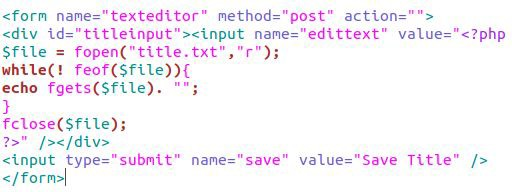 <form name="texteditor" method="post" action="">
<div id="titleinput"><input name="edittext" value="<?php
$file = fopen("title.txt","r");
while(! feof($file)){
echo fgets($file). "";
}
fclose($file);
?>" /></div>
<input type="submit" name="save" value="Save Title" />
</form>